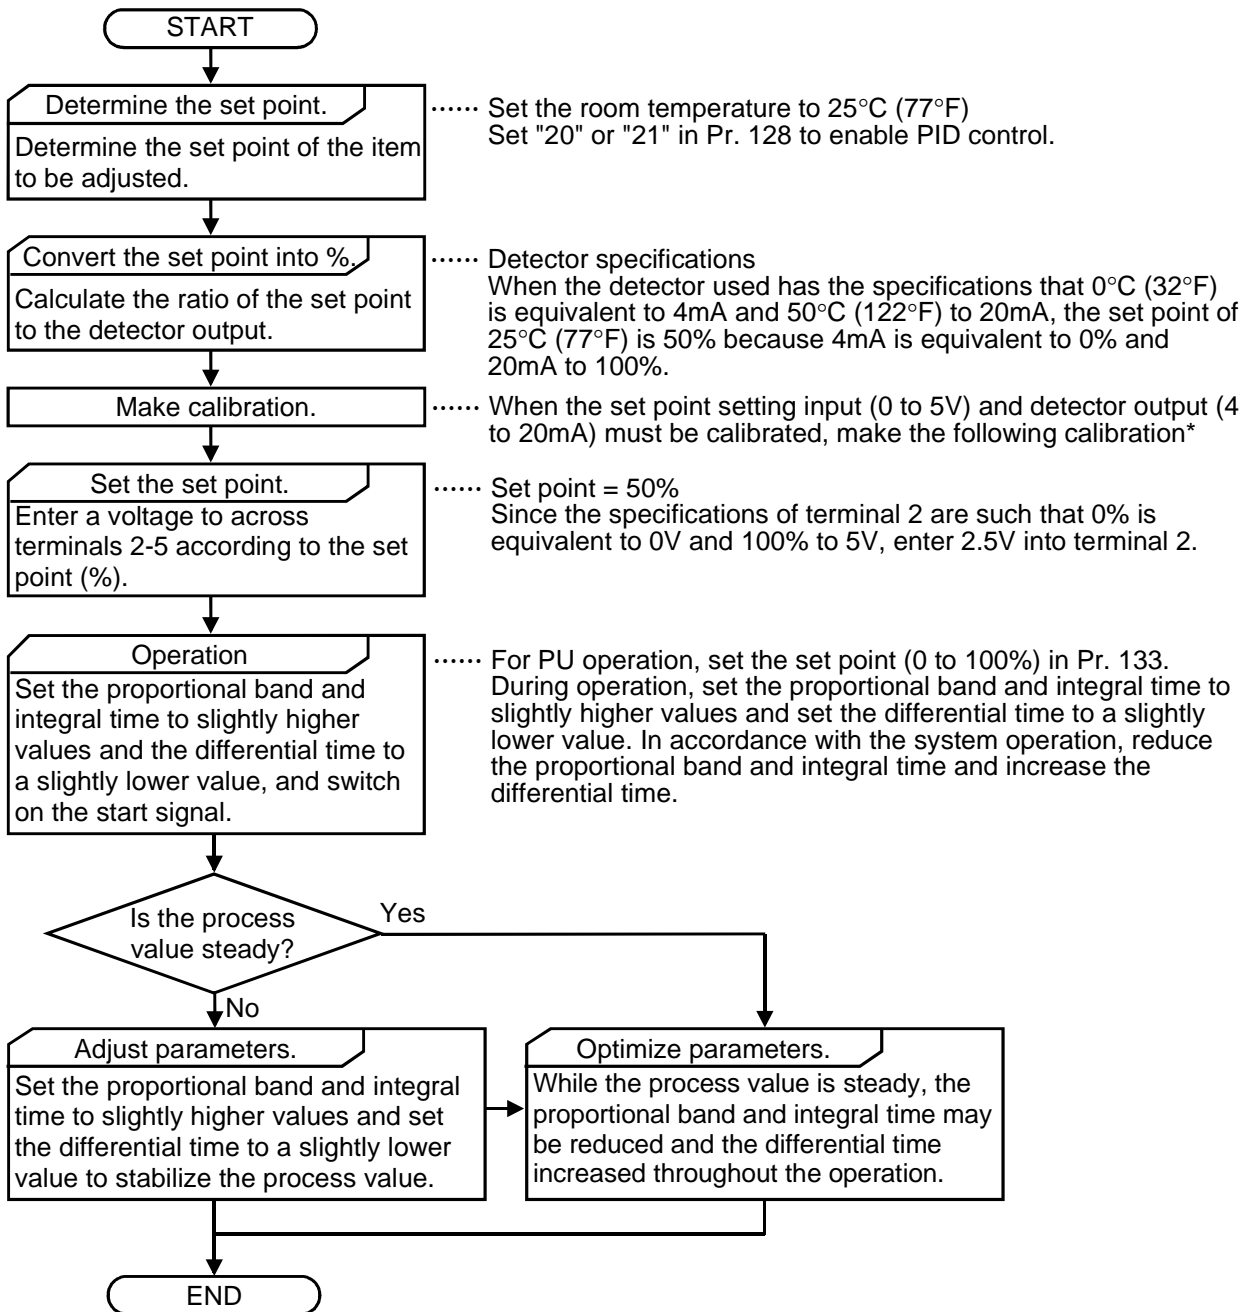 START
Determine the set point.
Determine the set point of the item
to be adjusted.
······ Set the room temperature to 25°C (77°F)
Set "20" or "21" in Pr. 128 to enable PID control.
Convert the set point into %.
Calculate the ratio of the set point
to the detector output.
······ Detector specifications
When the detector used has the specifications that 0°C (32°F)
is equivalent to 4mA and 50°C (122°F) to 20mA, the set point of
25°C (77°F) is 50% because 4mA is equivalent to 0% and
20mA to 100%.
Make calibration.
······ When the set point setting input (0 to 5V) and detector output (4
to 20mA) must be calibrated, make the following calibration*
Set the set point.
Enter a voltage to across
terminals 2-5 according to the set
point (%).
······ Set point = 50%
Since the specifications of terminal 2 are such that 0% is
equivalent to 0V and 100% to 5V, enter 2.5V into terminal 2.
Operation
Set the proportional band and
integral time to slightly higher
values and the differential time to
a slightly lower value, and switch
on the start signal.
······ For PU operation, set the set point (0 to 100%) in Pr. 133.
During operation, set the proportional band and integral time to
slightly higher values and set the differential time to a slightly
lower value. In accordance with the system operation, reduce
the proportional band and integral time and increase the
differential time.
Is the process
value steady?
Yes
No
Adjust parameters.
Set the proportional band and integral
time to slightly higher values and set
the differential time to a slightly lower
value to stabilize the process value.
Optimize parameters.
While the process value is steady, the
proportional band and integral time may
be reduced and the differential time
increased throughout the operation.
END